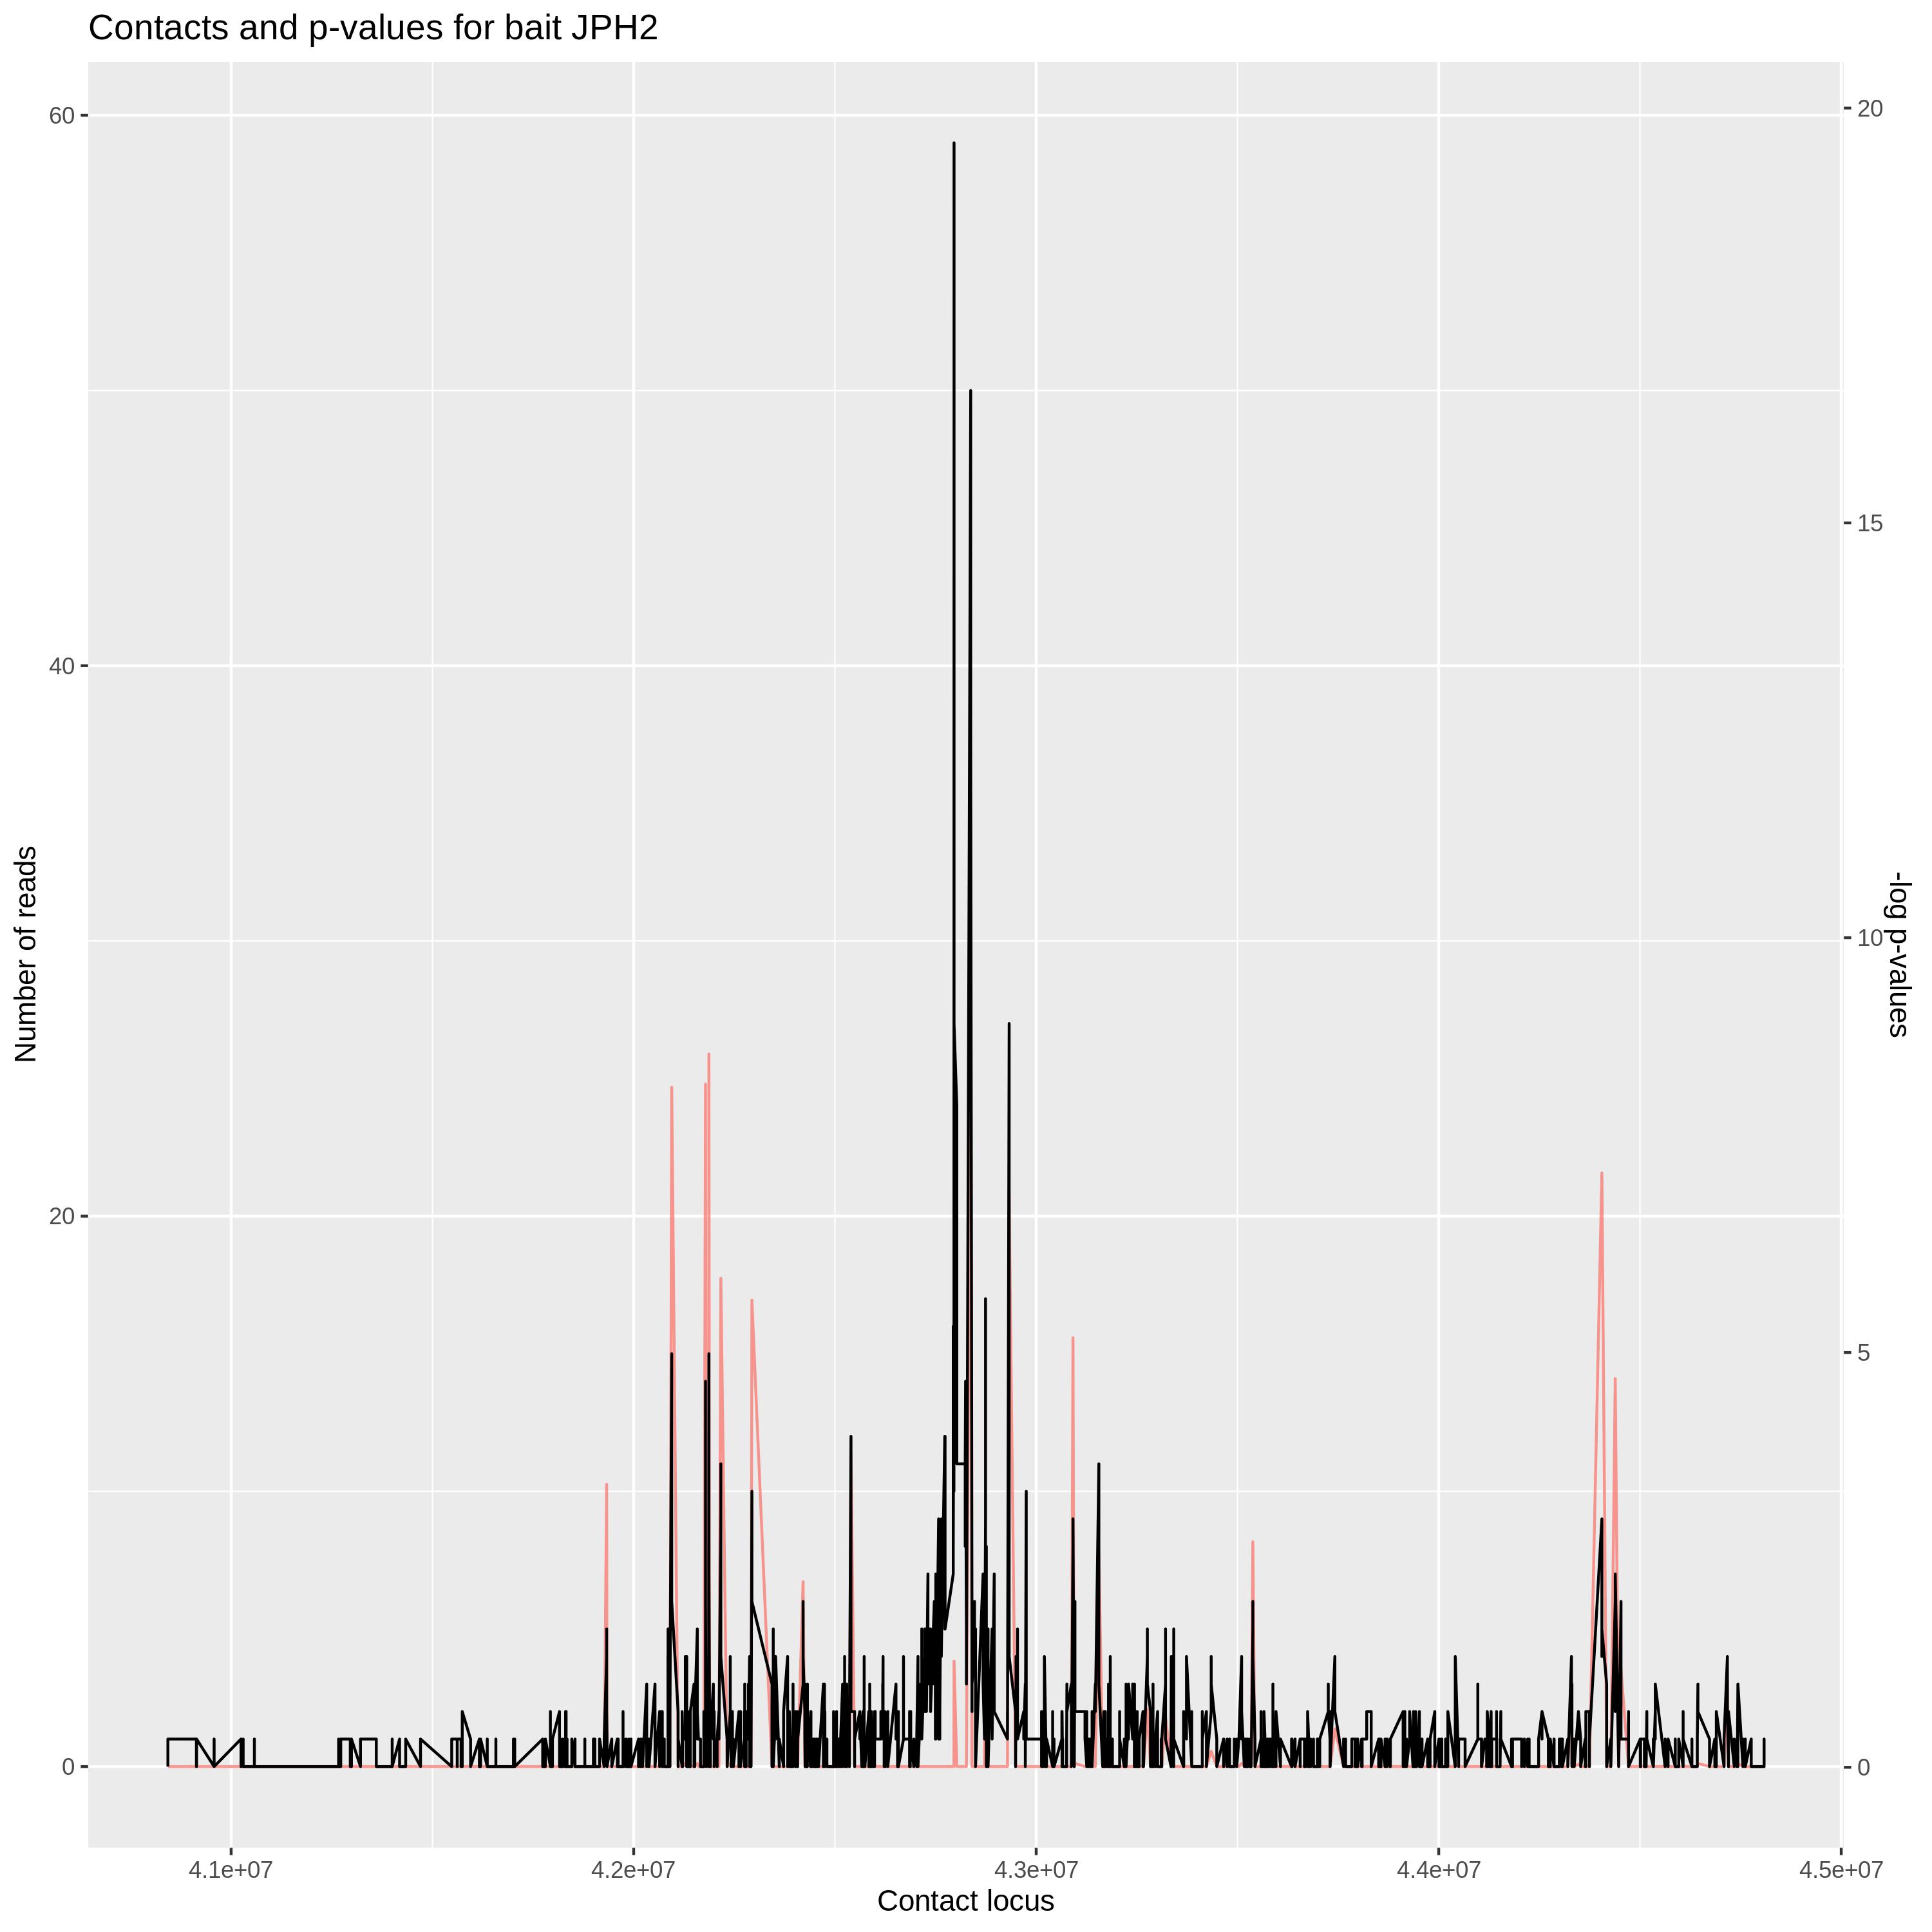 Contacts and p-values for bait JPH2
60
40
20
0
Number of reads
20
15
10
5
0
-log p-values
4.1e+07
4.2e+07
4.3e+07
4.4e+07
4.5e+07
Contact locus